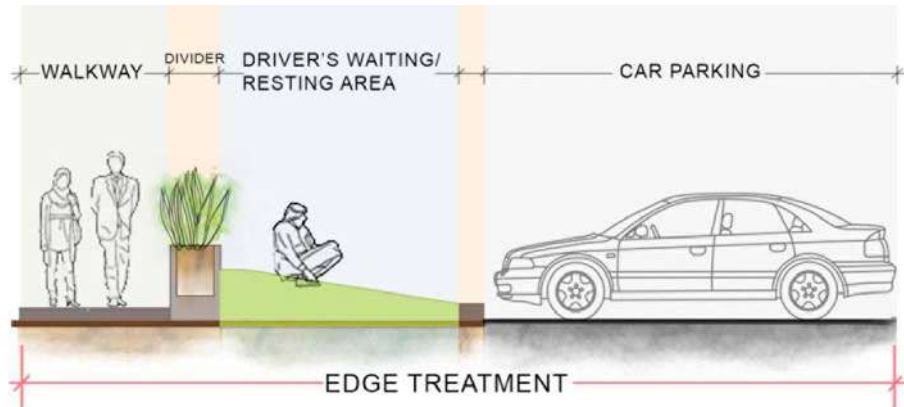 WALKWAY
DIVIDER
DRIVER'S WAITING/
RESTING AREA
CAR PARKING
EDGE TREATMENT